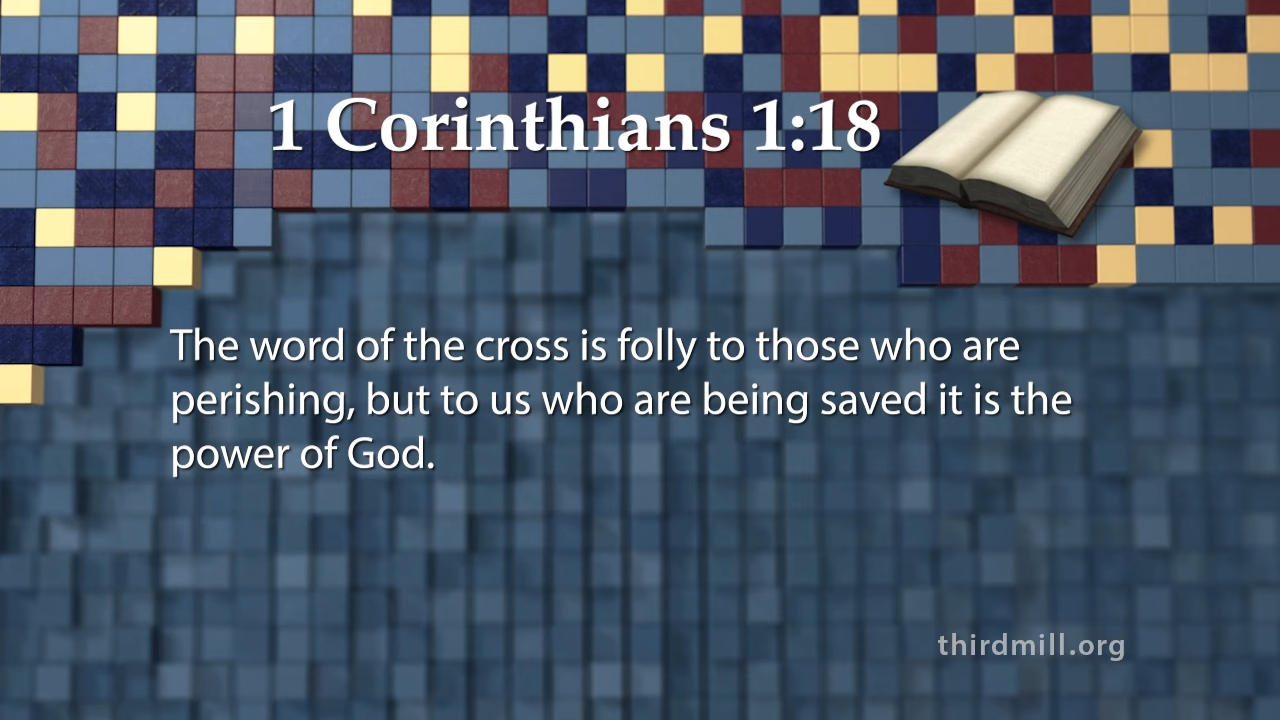 1 Corinthians 1:18
The word of the cross is folly to those who are
perishing, but to us who are being saved it is the
power of God.
thirdmill.org